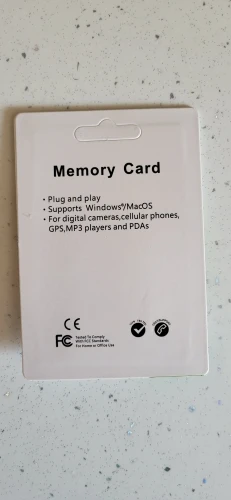 Memory Card
· Plug and play
· Supports Windows®/MacOS
· For digital cameras,cellular phones,
GPS,MP3 players and PDAs
CE
FC Tested To Comply
With FCC Standards
For Home or Office Use